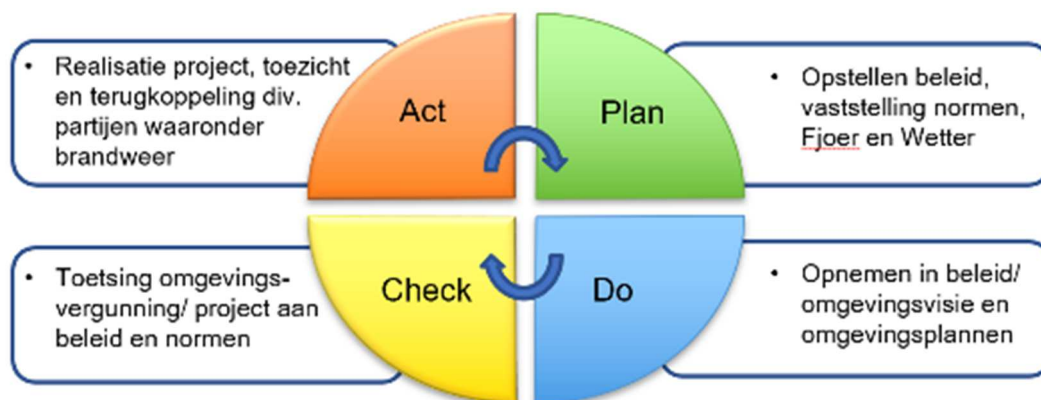 • Realisatie project, toezicht
en terugkoppeling div.
partijen waaronder
brandweer
Act
Plan
• Opstellen beleid,
vaststelling normen,
Fjoer en Wetter
• Toetsing omgevings-
vergunning/ project aan
beleid en normen
Check
Do
• Opnemen in beleid/
omgevingsvisie en
omgevingsplannen